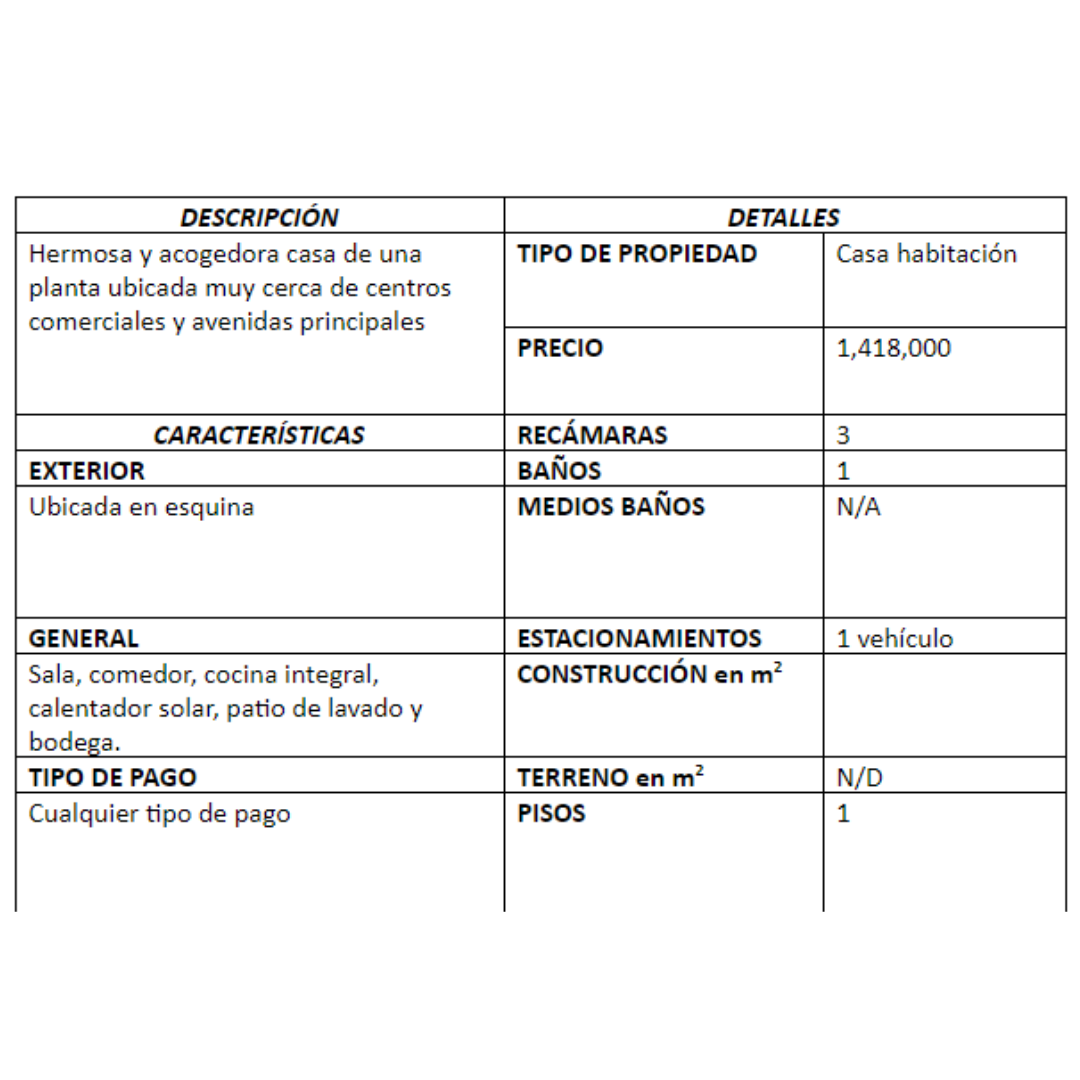 DESCRIPCIÓN DETALLES
Hermosa y acogedora casa de una
planta ubicada muy cerca de centros
comerciales y avenidas principales
TIPO DE PROPIEDAD Casa habitación
PRECIO 1,418,000
CARACTERÍSTICAS RECÁMARAS 3
EXTERIOR BAÑOS 1
Ubicada en esquina MEDIOS BAÑOS N/A
GENERAL ESTACIONAMIENTOS 1 vehículo
Sala, comedor, cocina integral,
calentador solar, patio de lavado y
bodega.
CONSTRUCCIÓN en m²
TIPO DE PAGO TERRENO en m² N/D
Cualquier tipo de pago PISOS 1